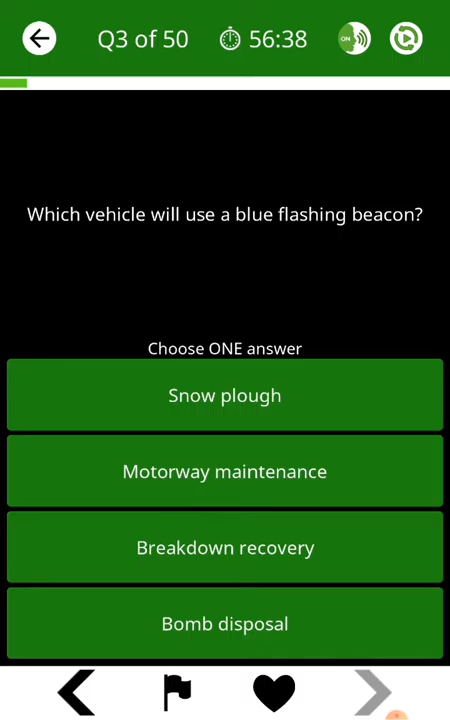 Q3 of 50 56:38
ON
Which vehicle will use a blue flashing beacon?
Choose ONE answer
Snow plough
Motorway maintenance
Breakdown recovery
Bomb disposal